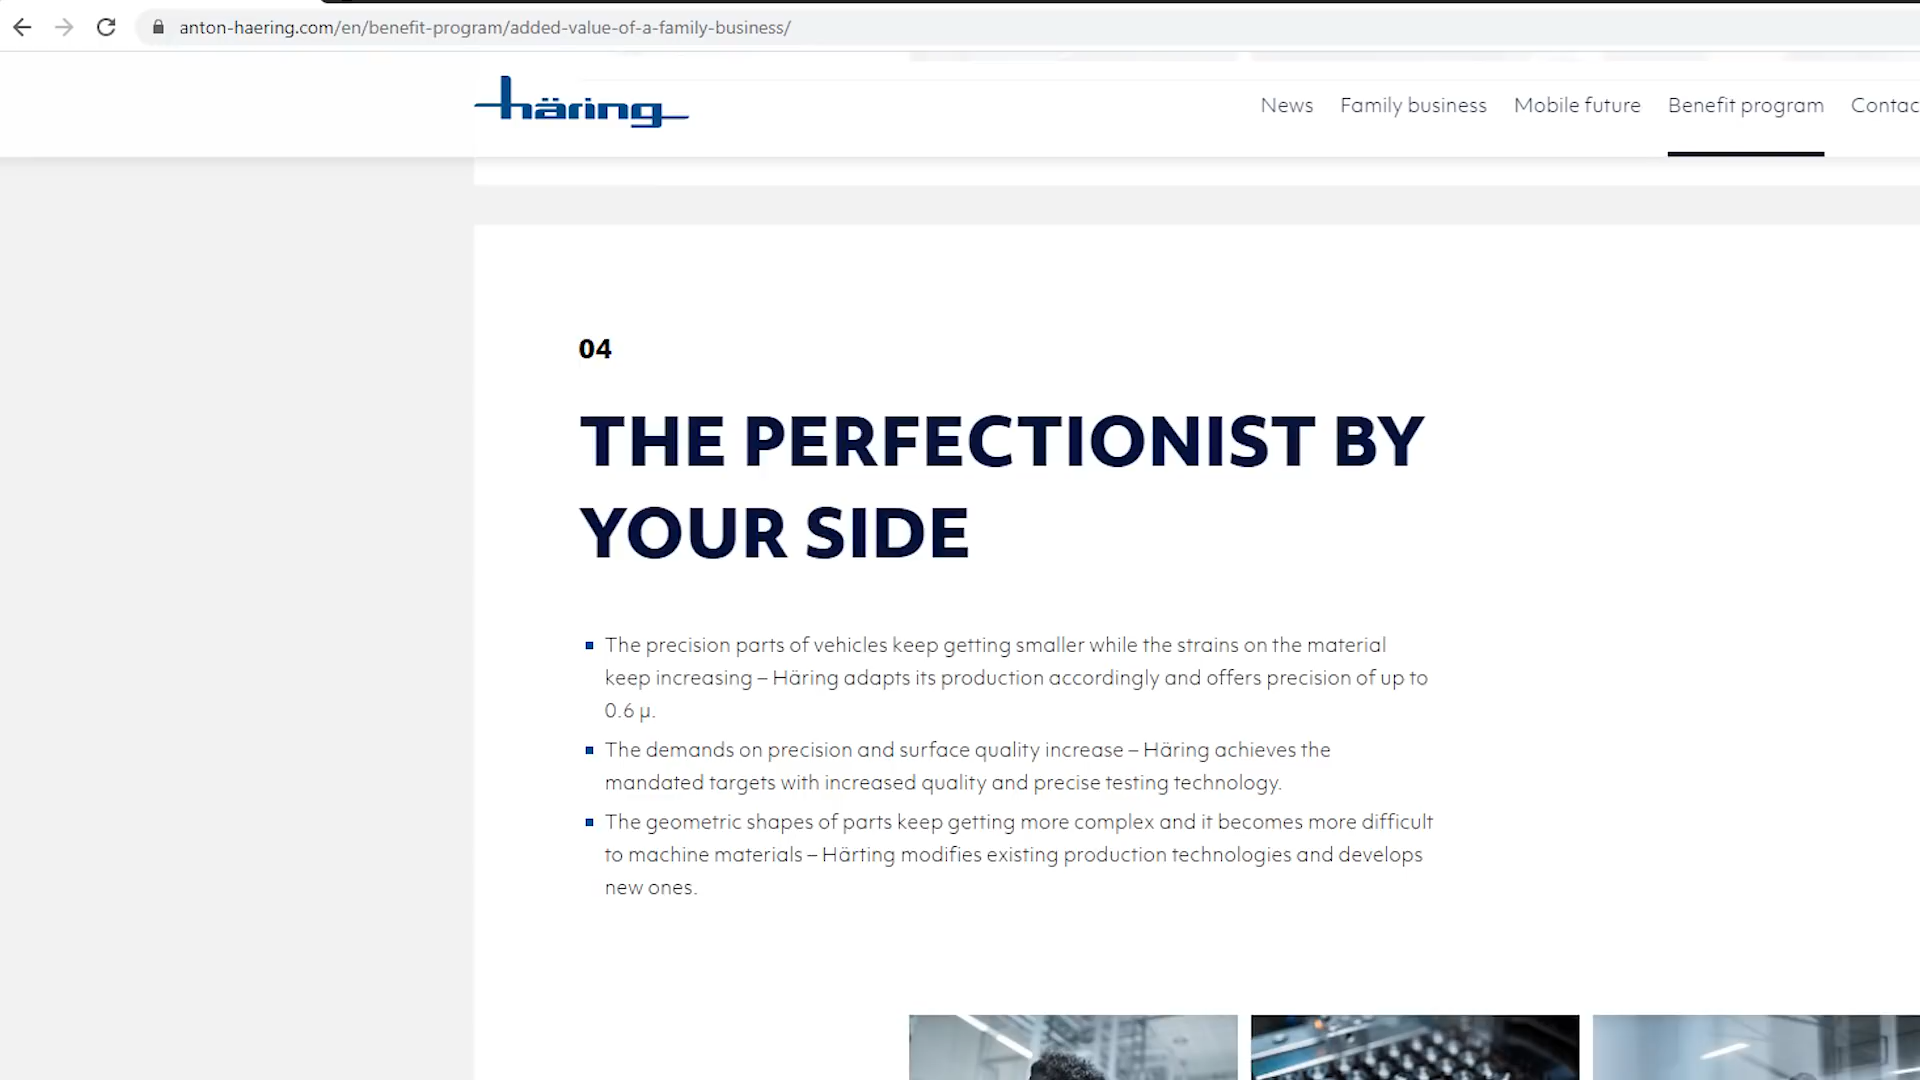 anton-haering.com/en/benefit-program/added-value-of-a-family-business/
häring
News Family business Mobile future Benefit program Contac
04
THE PERFECTIONIST BY
YOUR SIDE
The precision parts of vehicles keep getting smaller while the strains on the material
keep increasing – Häring adapts its production accordingly and offers precision of up to
0.6 µ.
The demands on precision and surface quality increase – Häring achieves the
mandated targets with increased quality and precise testing technology.
The geometric shapes of parts keep getting more complex and it becomes more difficult
to machine materials – Härting modifies existing production technologies and develops
new ones.